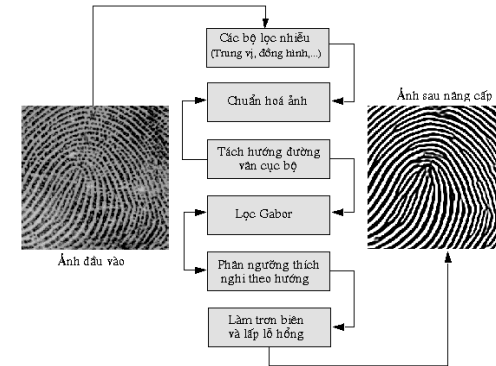 Các bộ lọc nhiễu
(Trung vị, đồng hình,...)
Chuẩn hoá ảnh
Ảnh sau nâng cấp
Tách hướng đường
vân cục bộ
Lọc Gabor
Ảnh đầu vào
Phân ngưỡng thích
nghi theo hướng
Làm trơn biên
và lấp lỗ hổng